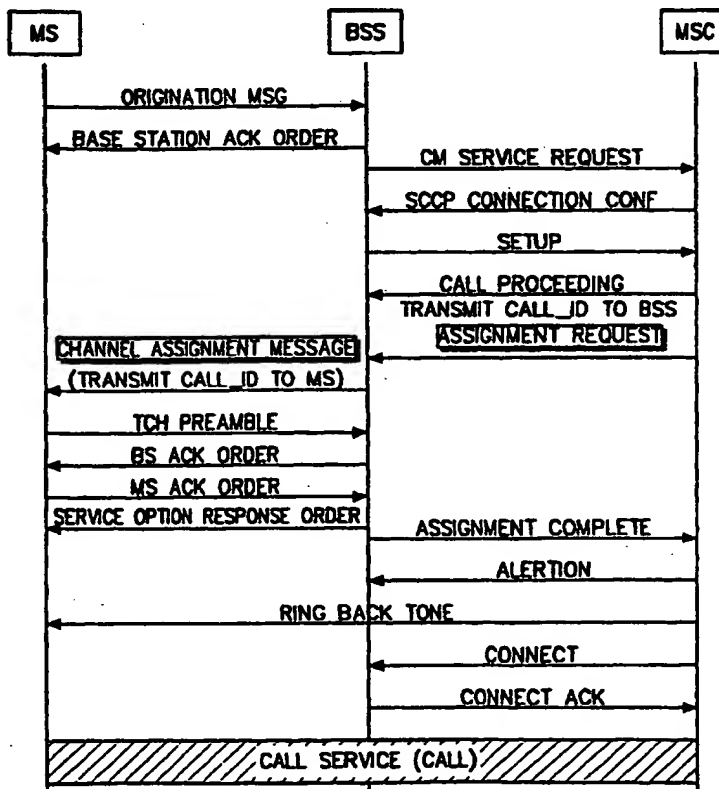 MS
BSS
MSC
ORIGINATION MSG
BASE STATION ACK ORDER
CM SERVICE REQUEST
SCCP CONNECTION CONF
SETUP
CALL PROCEEDING
TRANSMIT CALL_ID TO BSS
ASSIGNMENT REQUEST
CHANNEL ASSIGNMENT MESSAGE
(TRANSMIT CALL_ID TO MS)
TCH PREAMBLE
BS ACK ORDER
MS ACK ORDER
SERVICE OPTION RESPONSE ORDER
ASSIGNMENT COMPLETE
ALERTION
RING BACK TONE
CONNECT
CONNECT ACK
CALL SERVICE (CALL)